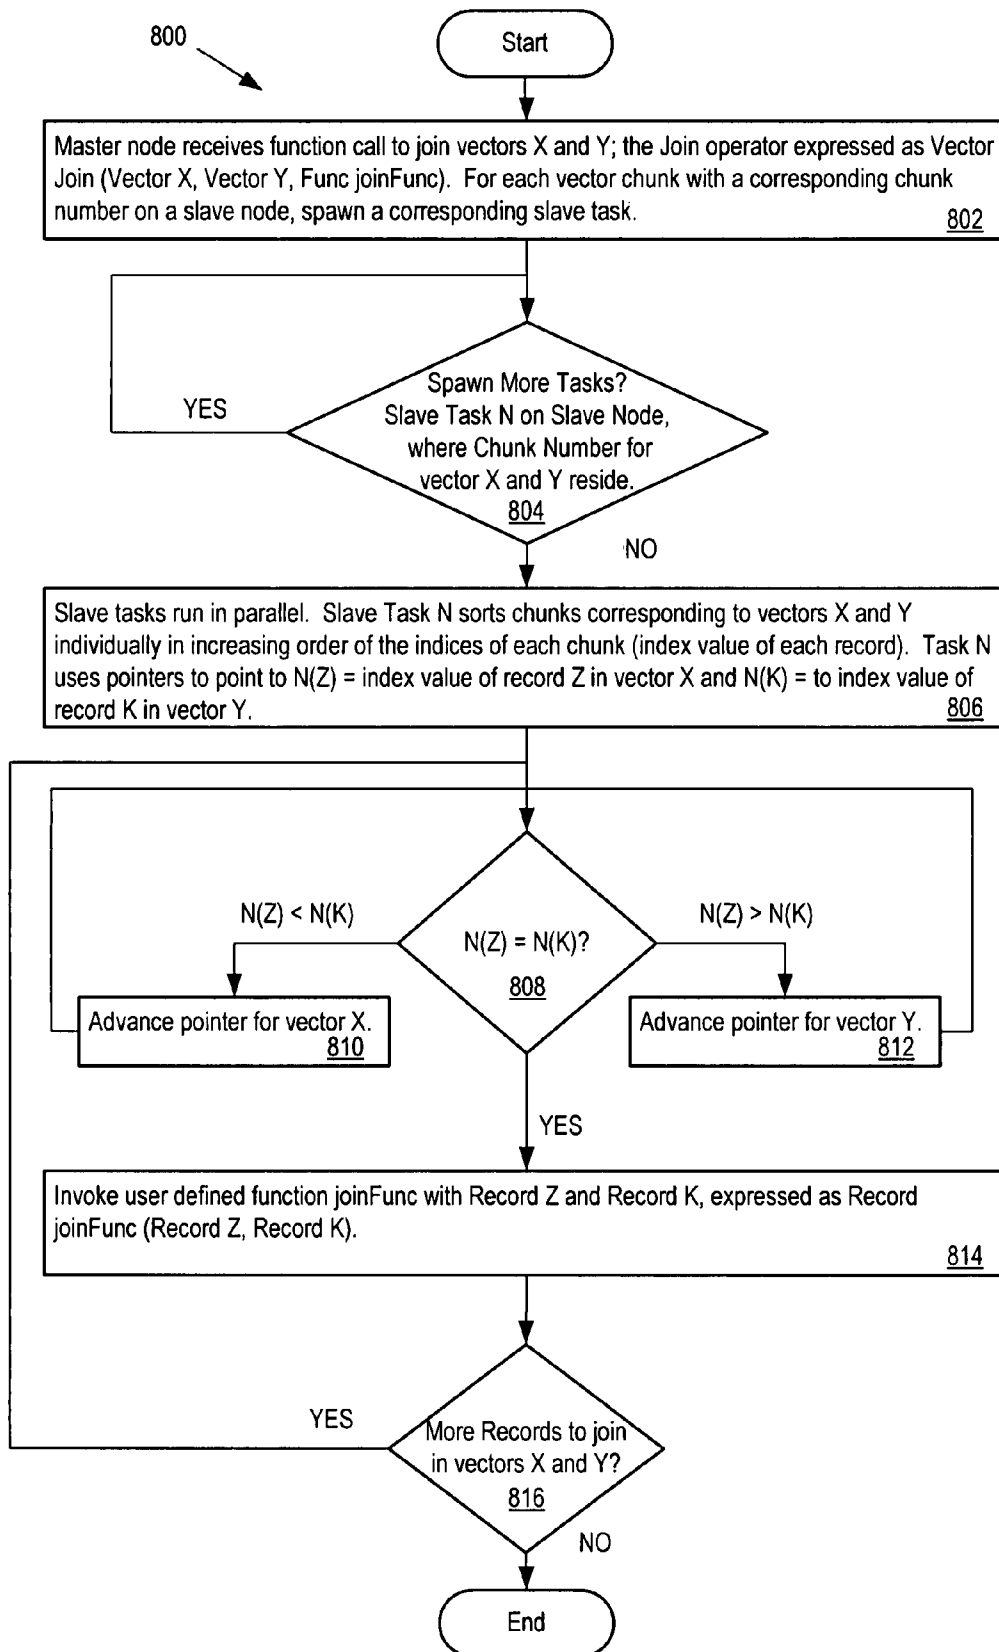 800
Start
Master node receives function call to join vectors X and Y; the Join operator expressed as Vector
Join (Vector X, Vector Y, Func joinFunc). For each vector chunk with a corresponding chunk
number on a slave node, spawn a corresponding slave task.
802
Spawn More Tasks?
Slave Task N on Slave Node,
where Chunk Number for
vector X and Y reside.
804
YES
NO
Slave tasks run in parallel. Slave Task N sorts chunks corresponding to vectors X and Y
individually in increasing order of the indices of each chunk (index value of each record). Task N
uses pointers to point to N(Z) = index value of record Z in vector X and N(K) = to index value of
record K in vector Y.
806
N(Z) < N(K)
N(Z) > N(K)
N(Z) = N(K)?
808
Advance pointer for vector X.
810
Advance pointer for vector Y.
812
YES
Invoke user defined function joinFunc with Record Z and Record K, expressed as Record
joinFunc (Record Z, Record K).
814
YES
More Records to join
in vectors X and Y?
816
NO
End